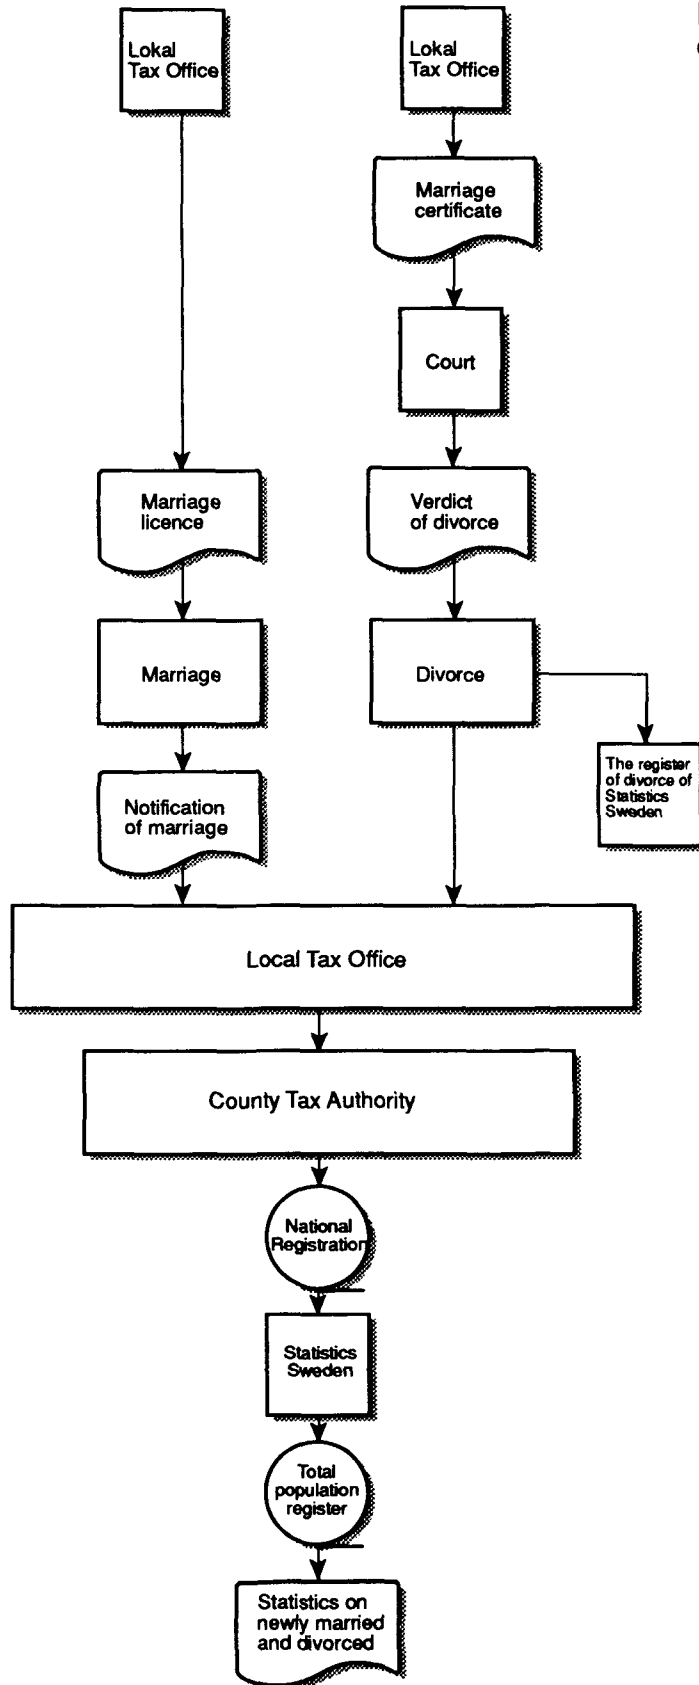 Lokal
Tax Office
Lokal
Tax Office
Marriage
certificate
Court
Marriage
licence
Verdict
of divorce
Marriage
Divorce
The register
of divorce of
Statistics
Sweden
Notification
of marriage
Local Tax Office
County Tax Authority
National
Registration
Statistics
Sweden
Total
population
register
Statistics on
newly married
and divorced